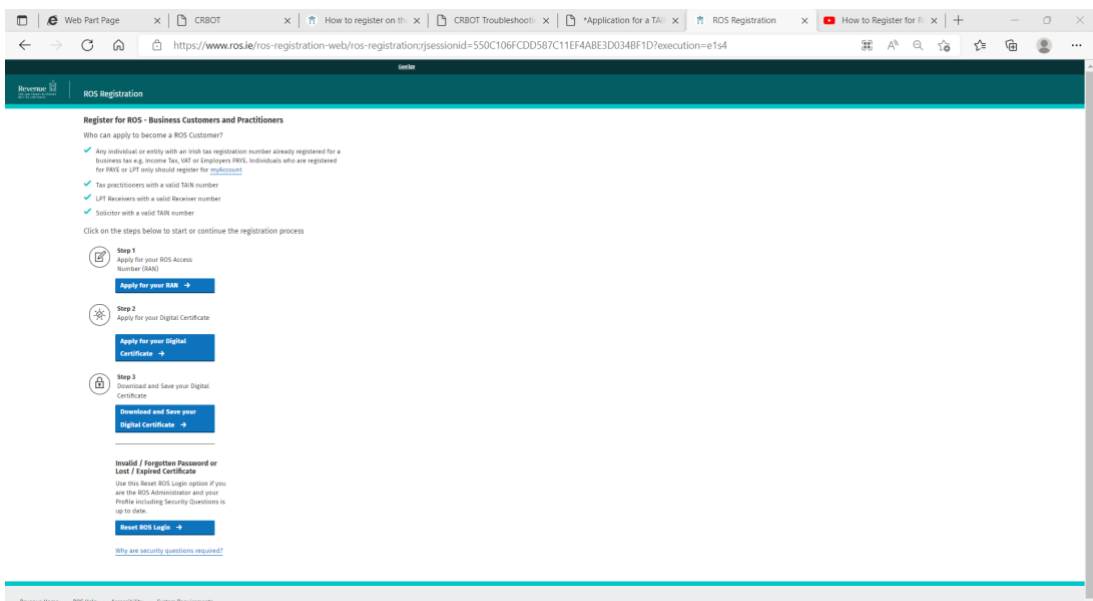 Web Part Page
CRBOT
How to register on th
CRBOT Troubleshootin
*Application for a TAI
ROS Registration
How to Register for R
https://www.ros.ie/ros-registration-web/ros-registration;rjsessionid=550C106FCDD587C11EF4ABE3D034BF1D?execution=e1s4
Gaeilge
Revenue
ROS Registration
Register for ROS - Business Customers and Practitioners
Who can apply to become a ROS Customer?
Any individual or entity with an Irish tax registration number already registered for a
business tax e.g. Income Tax, VAT or Employers PAYE. Individuals who are registered
for PAYE or LPT only should register for myAccount
Tax practitioners with a valid TAIN number
LPT Receivers with a valid Receiver number
Solicitor with a valid TAIN number
Click on the steps below to start or continue the registration process
Step 1
Apply for your ROS Access
Number (RAN)
Apply for your RAN →
Step 2
Apply for your Digital Certificate
Apply for your Digital
Certificate →
Step 3
Download and Save your Digital
Certificate
Download and Save your
Digital Certificate →
Invalid / Forgotten Password or
Lost / Expired Certificate
Use this Reset ROS Login option if you
are the ROS Administrator and your
Profile including Security Questions is
up to date.
Reset ROS Login →
Why are security questions required?